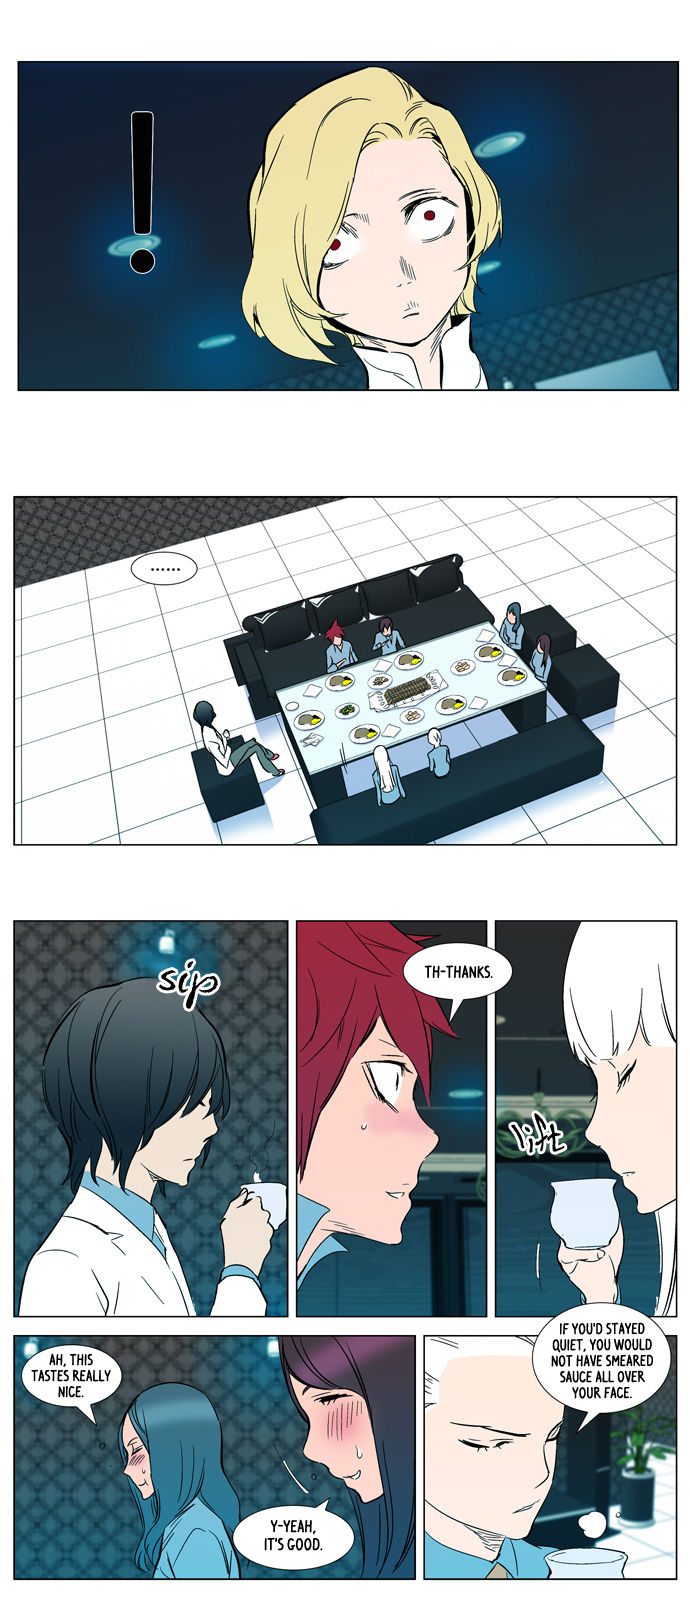 !
......
sip
TH-THANKS.
lift
AH, THIS
TASTES REALLY
NICE.
Y-YEAH,
IT'S GOOD.
IF YOU'D STAYED
QUIET, YOU WOULD
NOT HAVE SMEARED
SAUCE ALL OVER
YOUR FACE.